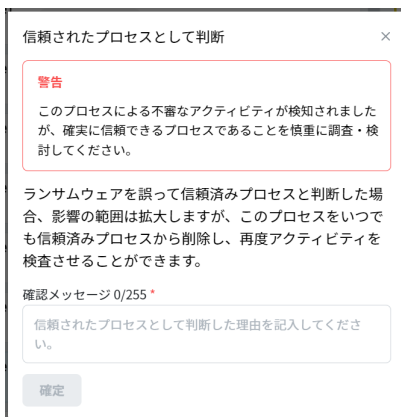 信頼されたプロセスとして判断
警告
このプロセスによる不審なアクティビティが検知されました
が、確実に信頼できるプロセスであることを慎重に調査・検
討してください。
ランサムウェアを誤って信頼済みプロセスと判断した場
合、影響の範囲は拡大しますが、このプロセスをいつで
も信頼済みプロセスから削除し、再度アクティビティを
検査させることができます。
確認メッセージ 0/255 *
信頼されたプロセスとして判断した理由を記入してくださ
い。
確定